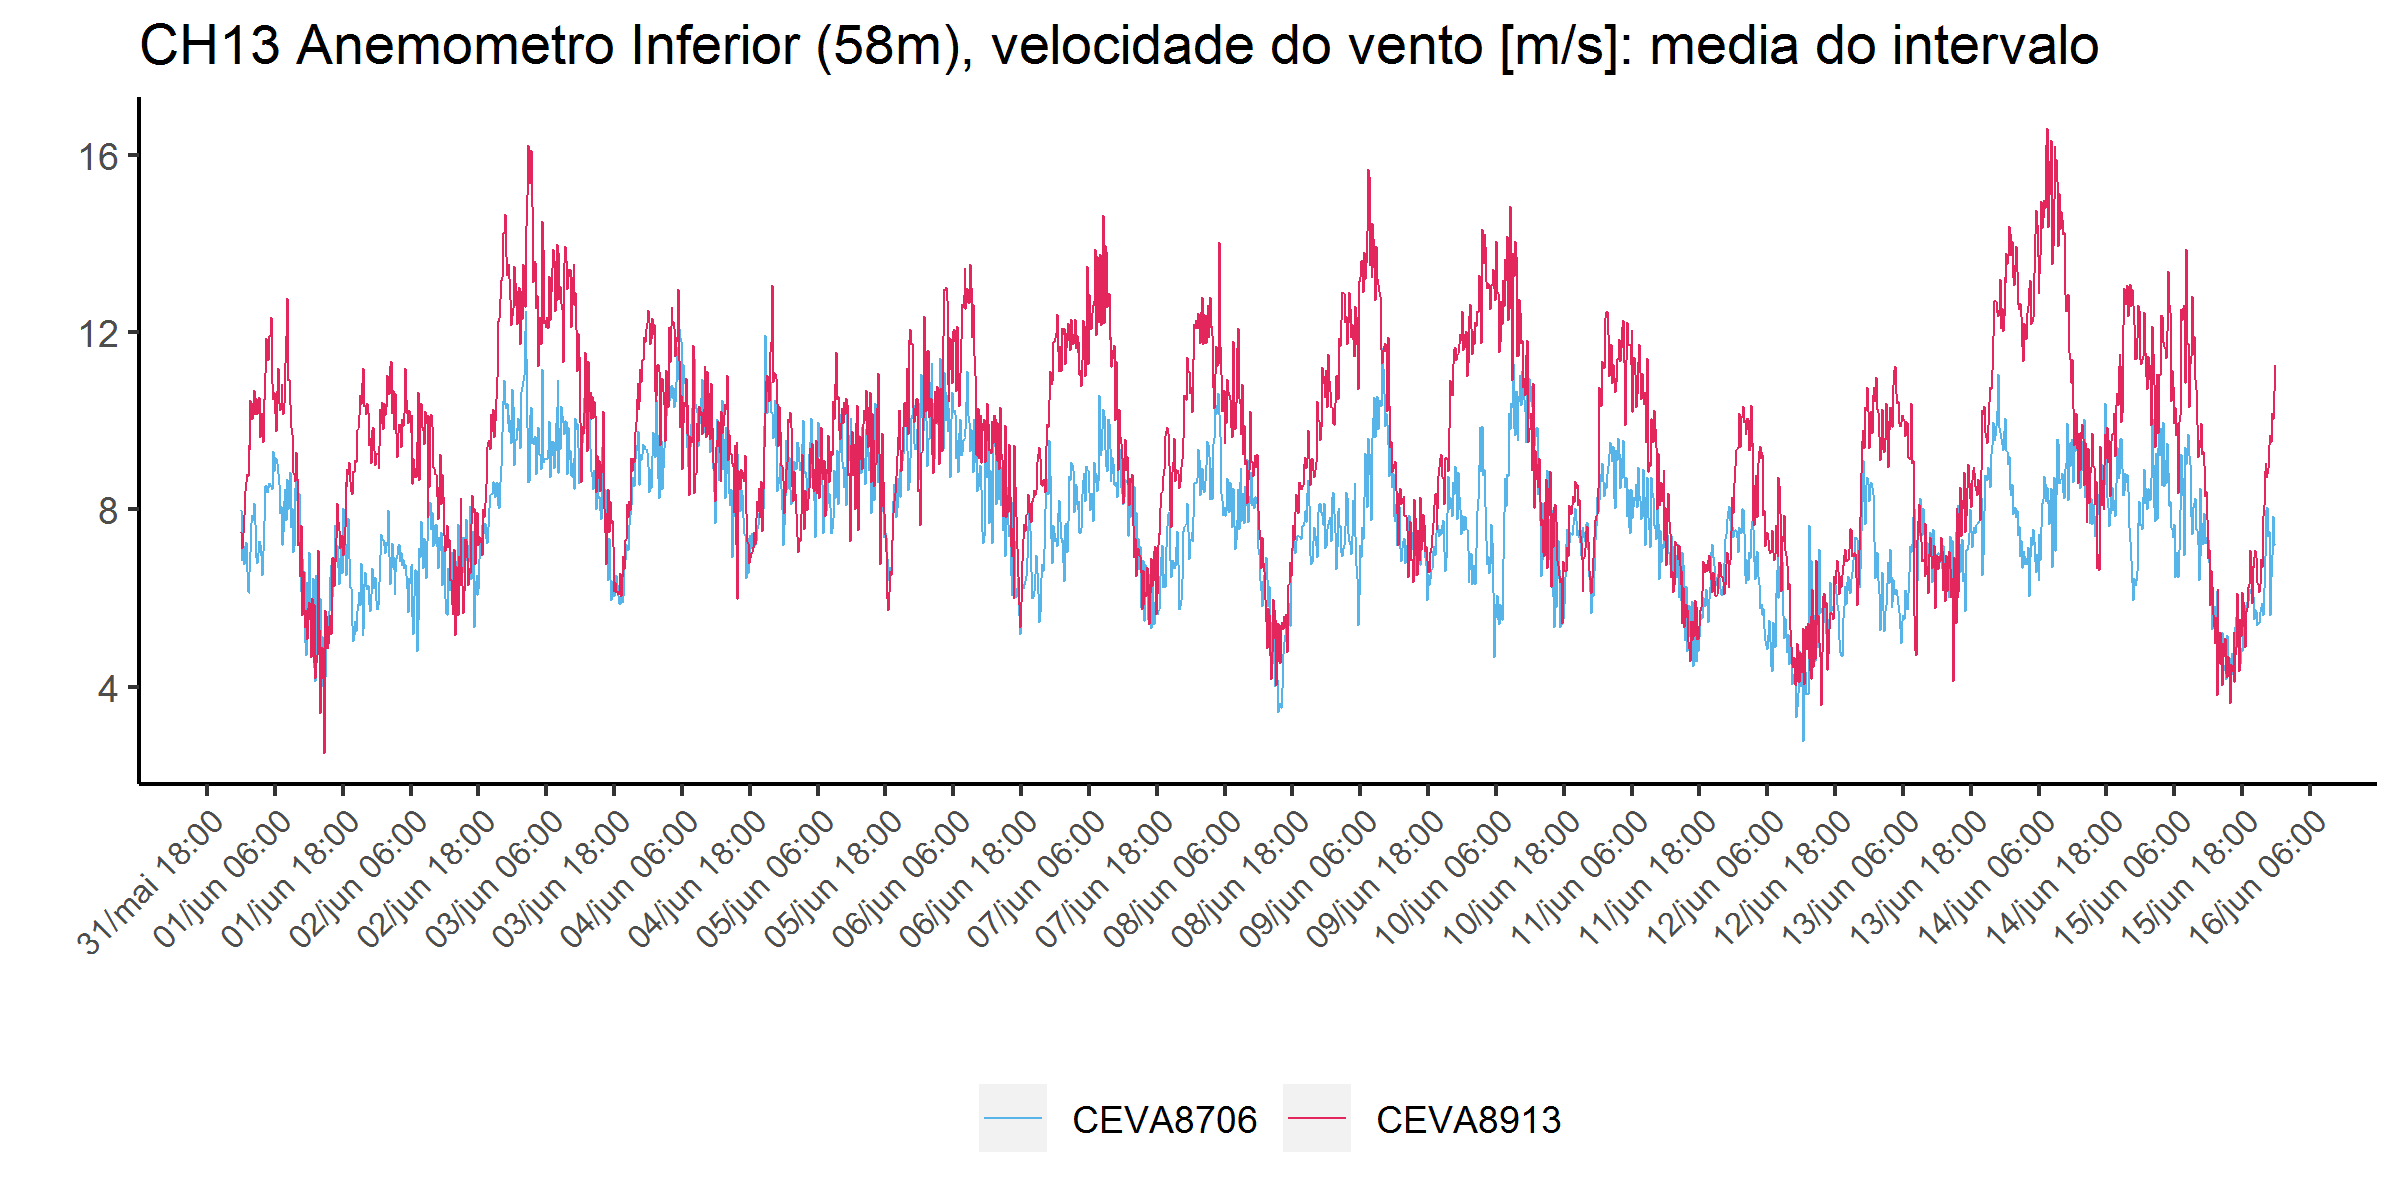 CH13 Anemometro Inferior (58m), velocidade do vento [m/s]: media do intervalo
16
12
8
4
31/mai 18:00
01/jun 06:00
01/jun 18:00
02/jun 06:00
02/jun 18:00
03/jun 06:00
03/jun 18:00
04/jun 06:00
04/jun 18:00
05/jun 06:00
05/jun 18:00
06/jun 06:00
06/jun 18:00
07/jun 06:00
07/jun 18:00
08/jun 06:00
08/jun 18:00
09/jun 06:00
09/jun 18:00
10/jun 06:00
10/jun 18:00
11/jun 06:00
11/jun 18:00
12/jun 06:00
12/jun 18:00
13/jun 06:00
13/jun 18:00
14/jun 06:00
14/jun 18:00
15/jun 06:00
15/jun 18:00
16/jun 06:00
CEVA8706
CEVA8913